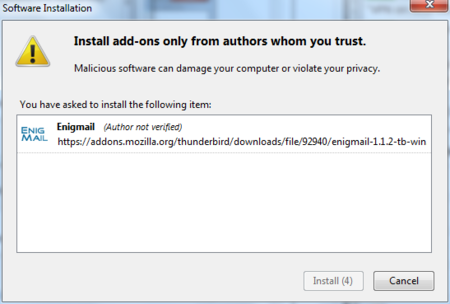 Software Installation
Install add-ons only from authors whom you trust.
Malicious software can damage your computer or violate your privacy.
You have asked to install the following item:
ENIG
MAIL
Enigmail (Author not verified)
https://addons.mozilla.org/thunderbird/downloads/file/92940/enigmail-1.1.2-tb-win
Install (4)
Cancel